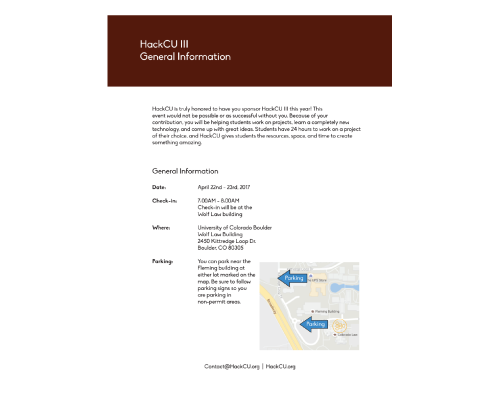 HackCU III
General Information
HackCU is truly honored to have you sponsor HackCU III this year! This
event would not be possible or as successful without you. Because of your
contribution, you will be helping students work on projects, learn a completely new
technology, and come up with great ideas. Students have 24 hours to work on a project
of their choice, and HackCU gives students the resources, space, and time to create
something amazing.
General Information
Date: April 22nd - 23rd, 2017
Check-in: 7:00AM - 8:00AM
Check-in will be at the
Wolf Law building
Where: University of Colorado Boulder
Wolf Law Building
2450 Kittredge Loop Dr.
Boulder, CO 80305
Parking: You can park near the
Fleming building at
either lot marked on the
map. Be sure to follow
parking signs so you
are parking in
non-permit areas.
Parking
Fleming Building
Parking
Contact@HackCU.org | HackCU.org